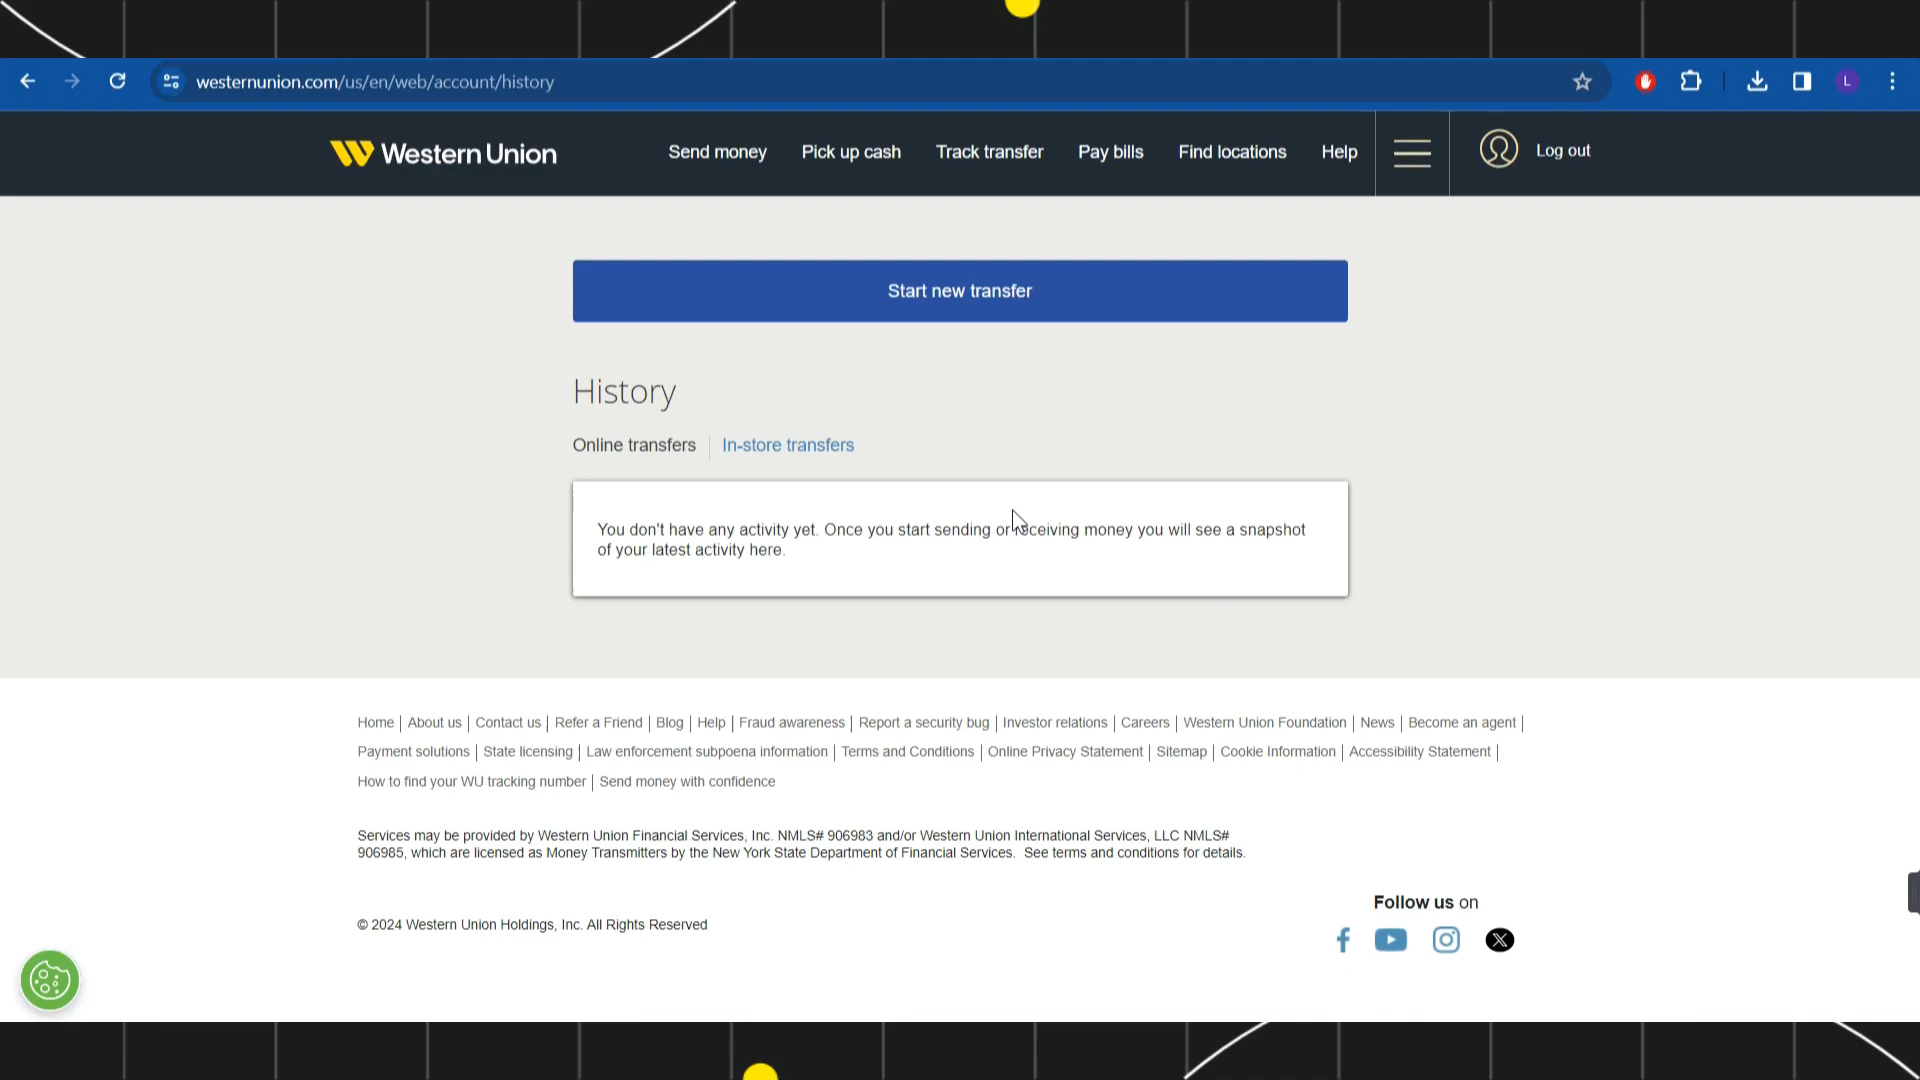 westernunion.com/us/en/web/account/history
L
Western Union
Send money
Pick up cash
Track transfer
Pay bills
Find locations
Help
Log out
Start new transfer
History
Online transfers
In-store transfers
You don't have any activity yet. Once you start sending or receiving money you will see a snapshot
of your latest activity here.
Home | About us | Contact us | Refer a Friend | Blog | Help | Fraud awareness | Report a security bug | Investor relations | Careers | Western Union Foundation | News | Become an agent |
Payment solutions | State licensing | Law enforcement subpoena information | Terms and Conditions | Online Privacy Statement | Sitemap | Cookie Information | Accessibility Statement |
How to find your WU tracking number | Send money with confidence
Services may be provided by Western Union Financial Services, Inc. NMLS# 906983 and/or Western Union International Services, LLC NMLS#
906985, which are licensed as Money Transmitters by the New York State Department of Financial Services. See terms and conditions for details.
Follow us on
© 2024 Western Union Holdings, Inc. All Rights Reserved